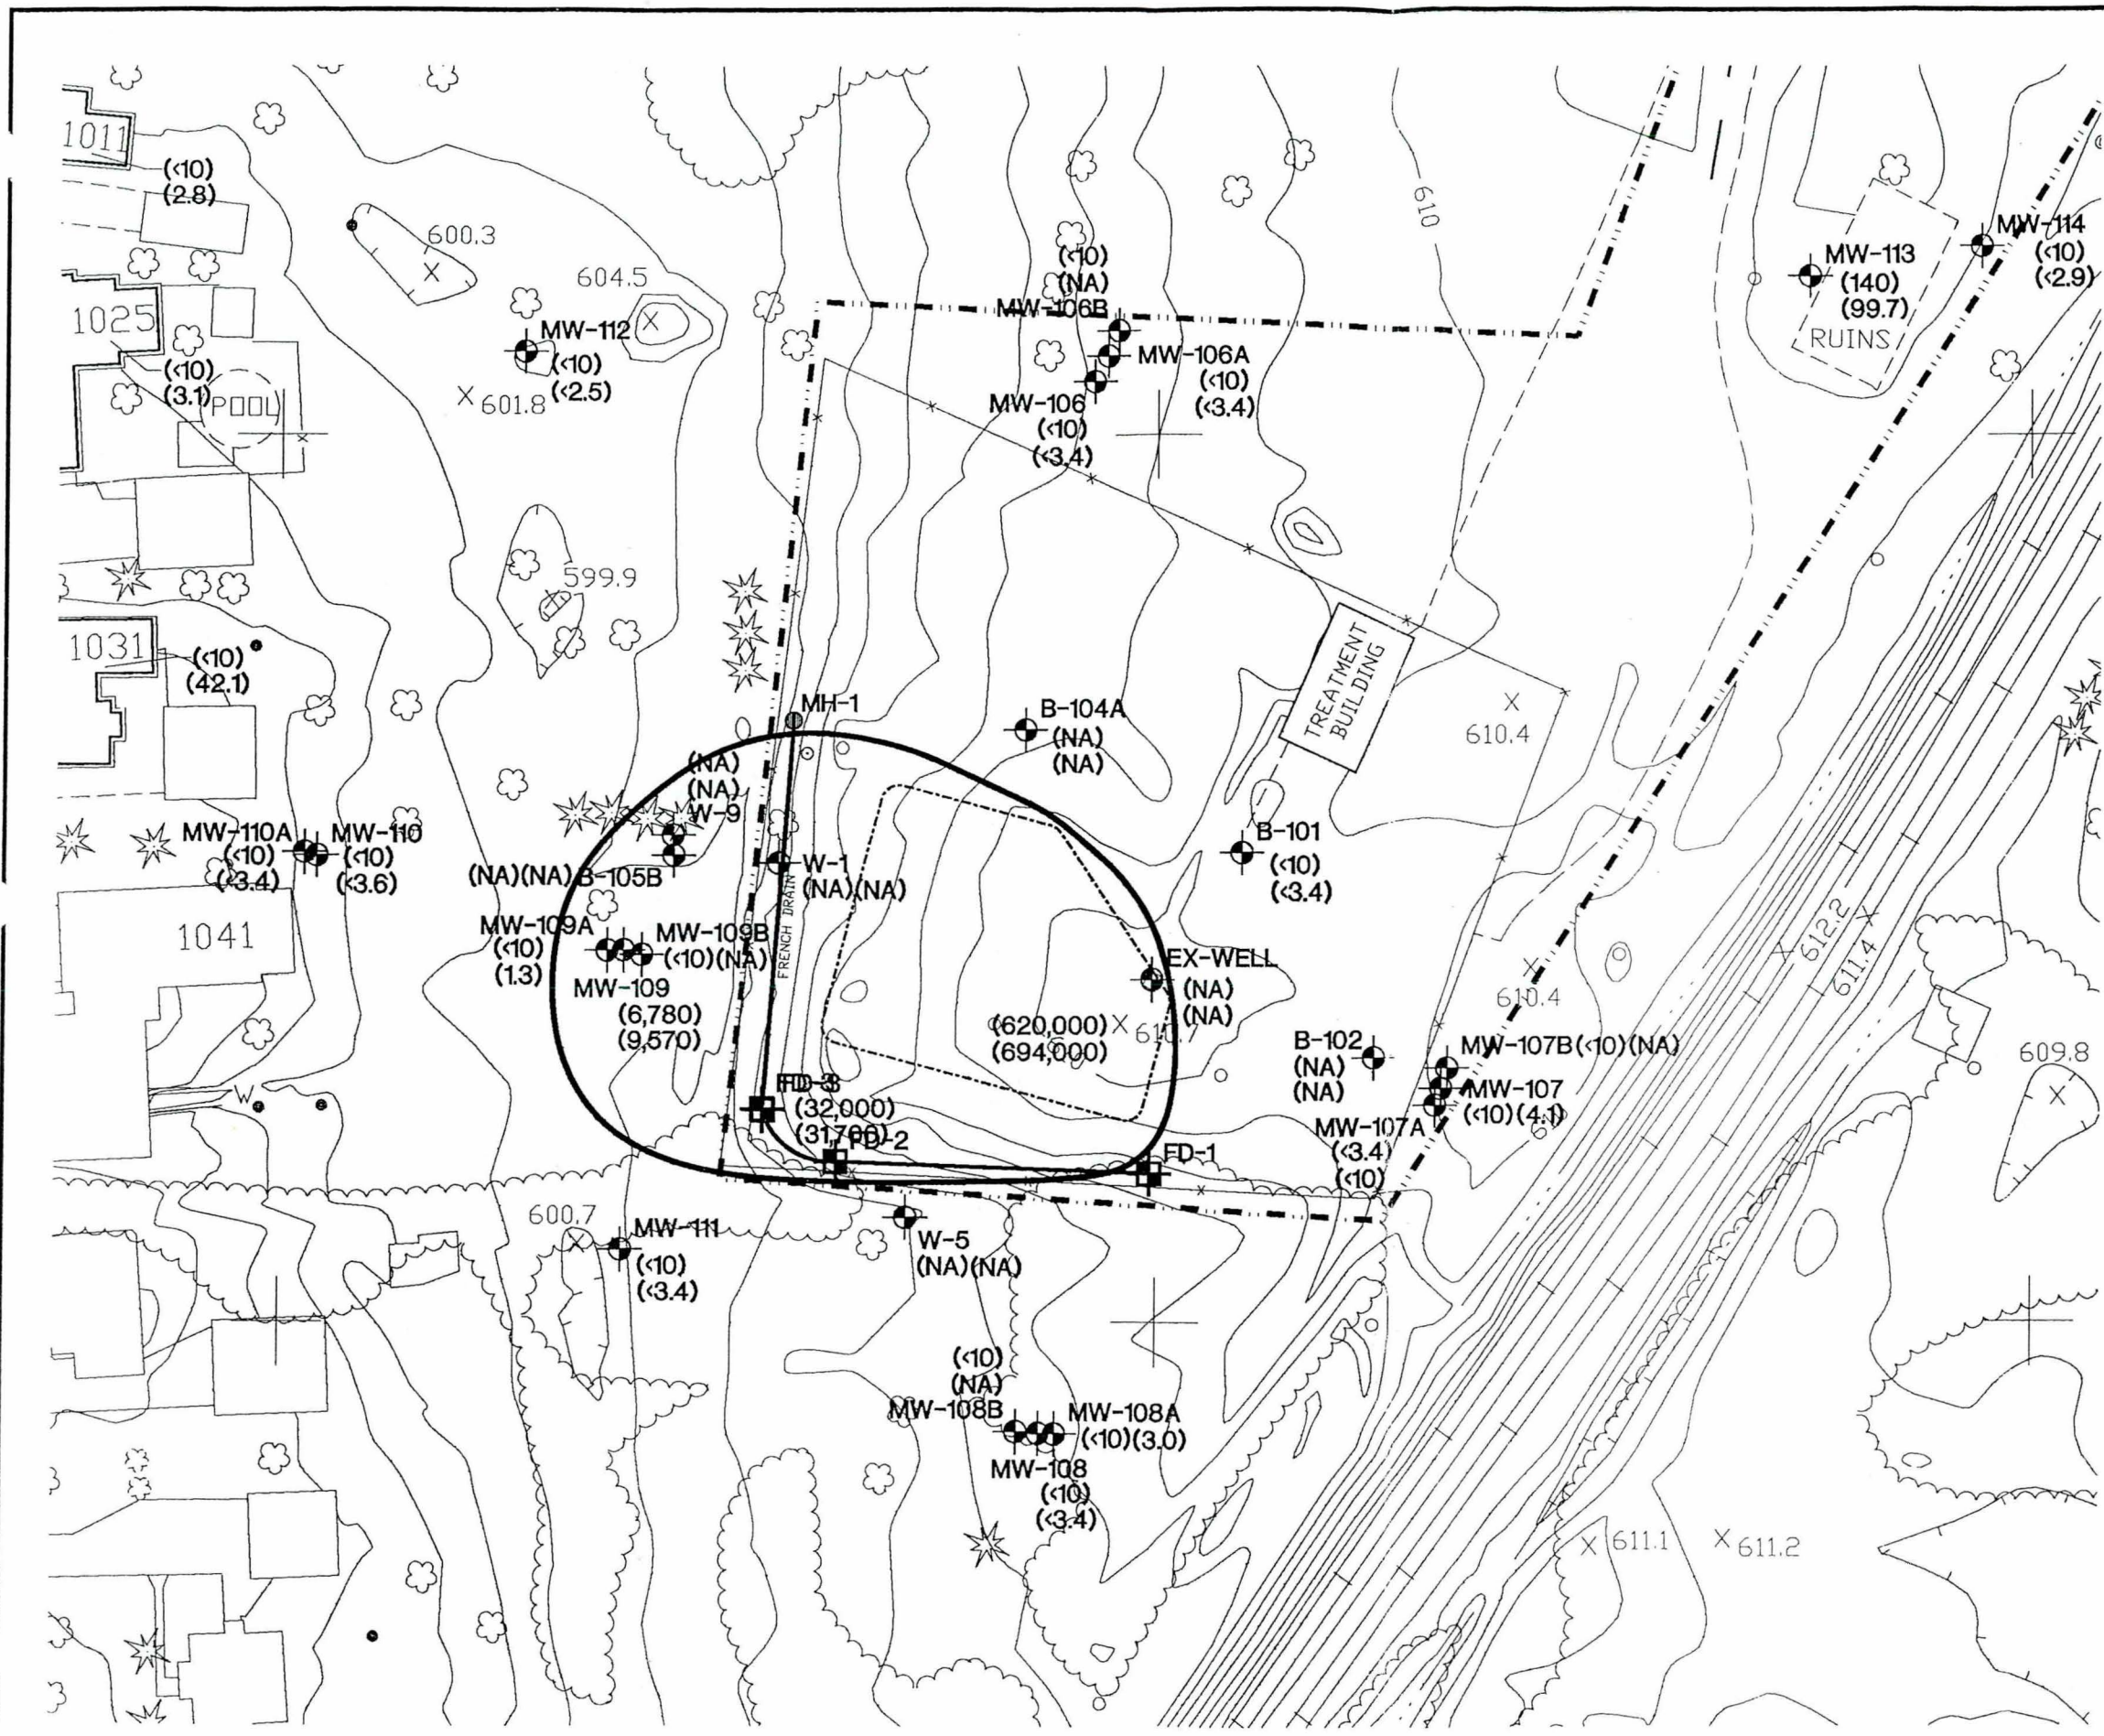 1011
(<10)
(2.8)
600.3
604.5
1025
(<10)
(3.1)
POOL
MW-112
(<10)
(<2.5)
601.8
(<10)
(NA)
MW-106B
MW-106A
(<10)
(<3.4)
MW-106
(<10)
(<3.4)
610
MW-113
(140)
(99.7)
RUINS
MW-114
(<10)
(<2.9)
599.9
1031
(<10)
(42.1)
MH-1
B-104A
(NA)
(NA)
TREATMENT
BUILDING
610.4
(NA)
(NA)
W-9
(NA)(NA) B-105B
W-1
(NA)(NA)
FRENCH DRAIN
B-101
(<10)
(<3.4)
MW-110A
(<10)
(<3.4)
MW-110
(<10)
(<3.6)
1041
MW-109A
(<10)
(1.3)
MW-109B
(<10)(NA)
MW-109
(6,780)
(9,570)
EX-WELL
(NA)
(NA)
(620,000)
(694,000)
610.7
612.2
611.4
610.4
B-102
(NA)
(NA)
MW-107B(<10)(NA)
MW-107
(<10)(4.1)
MW-107A
(<3.4)
(<10)
609.8
W
FD-3
(32,000)
(31,700)
FD-2
FD-1
600.7
MW-111
(<10)
(<3.4)
W-5
(NA)(NA)
(<10)
(NA)
MW-108B
MW-108A
(<10)(3.0)
MW-108
(<10)
(<3.4)
611.1
611.2